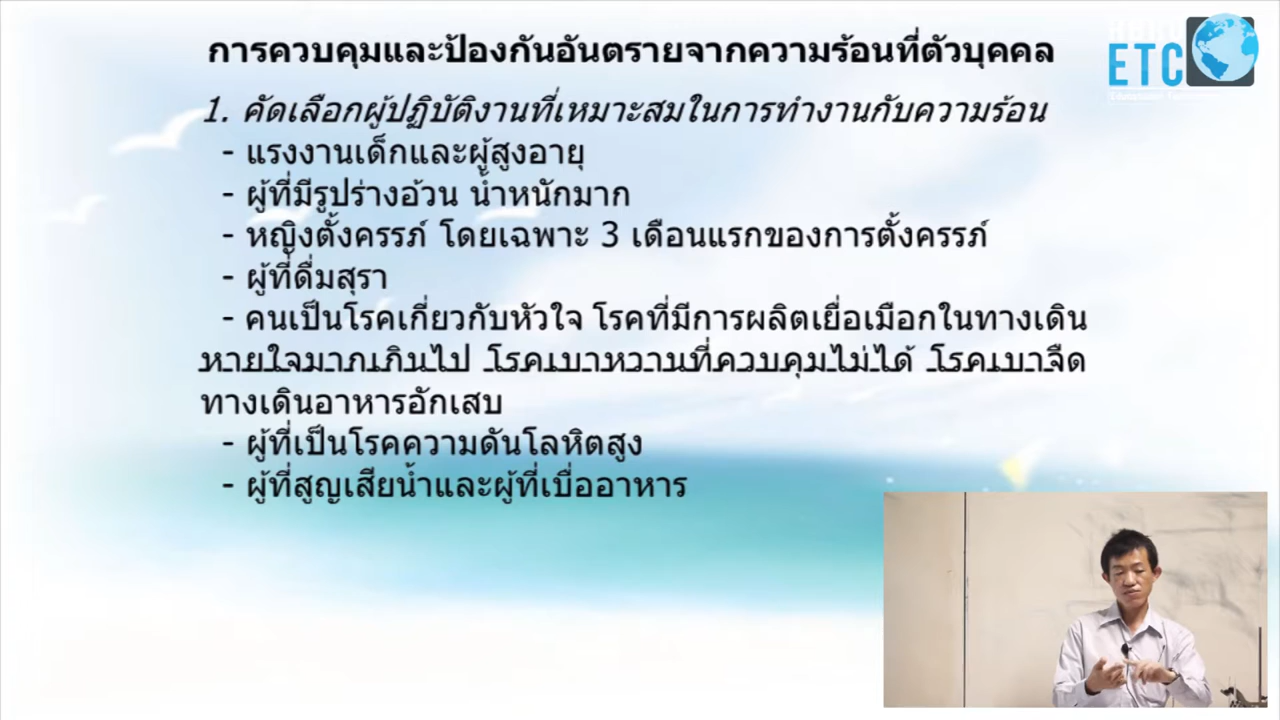 การควบคุมและป้องกันอันตรายจากความร้อนที่ตัวบุคคล
ETC
1. คัดเลือกผู้ปฏิบัติงานที่เหมาะสมในการทำงานกับความร้อน
- แรงงานเด็กและผู้สูงอายุ
- ผู้ที่มีรูปร่างอ้วน น้ำหนักมาก
- หญิงตั้งครรภ์ โดยเฉพาะ 3 เดือนแรกของการตั้งครรภ์
- ผู้ที่ดื่มสุรา
- คนเป็นโรคเกี่ยวกับหัวใจ โรคที่มีการผลิตเยื่อเมือกในทางเดิน
หายใจมากเกินไป โรคเบาหวานที่ควบคุมไม่ได้ โรคเบาจืด
ทางเดินอาหารอักเสบ
- ผู้ที่เป็นโรคความดันโลหิตสูง
- ผู้ที่สูญเสียน้ำและผู้ที่เบื่ออาหาร